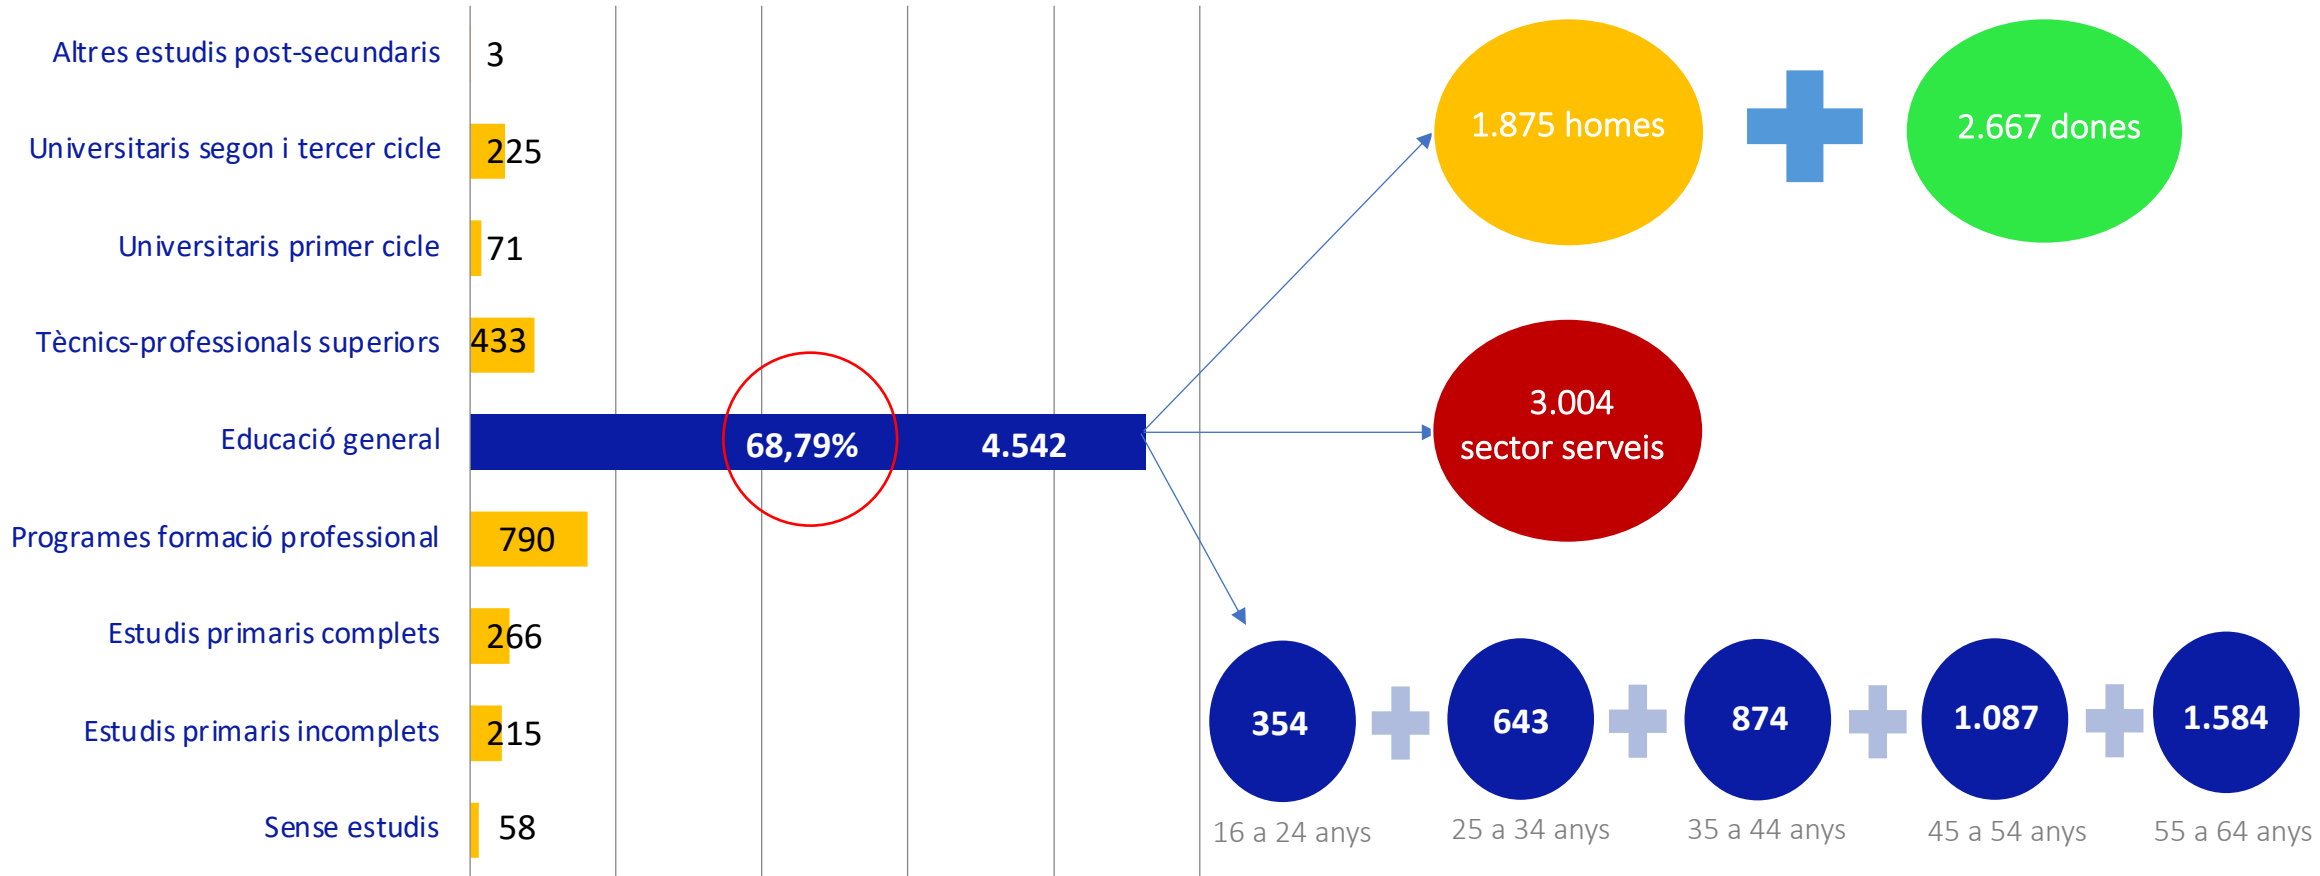 Altres estudis post-secundaris 3
Universitaris segon i tercer cicle 225
Universitaris primer cicle 71
Tècnics-professionals superiors 433
Educació general 68,79% 4.542
Programes formació professional 790
Estudis primaris complets 266
Estudis primaris incomplets 215
Sense estudis 58
1.875 homes
2.667 dones
3.004
sector serveis
354 643 874 1.087 1.584
16 a 24 anys 25 a 34 anys 35 a 44 anys 45 a 54 anys 55 a 64 anys